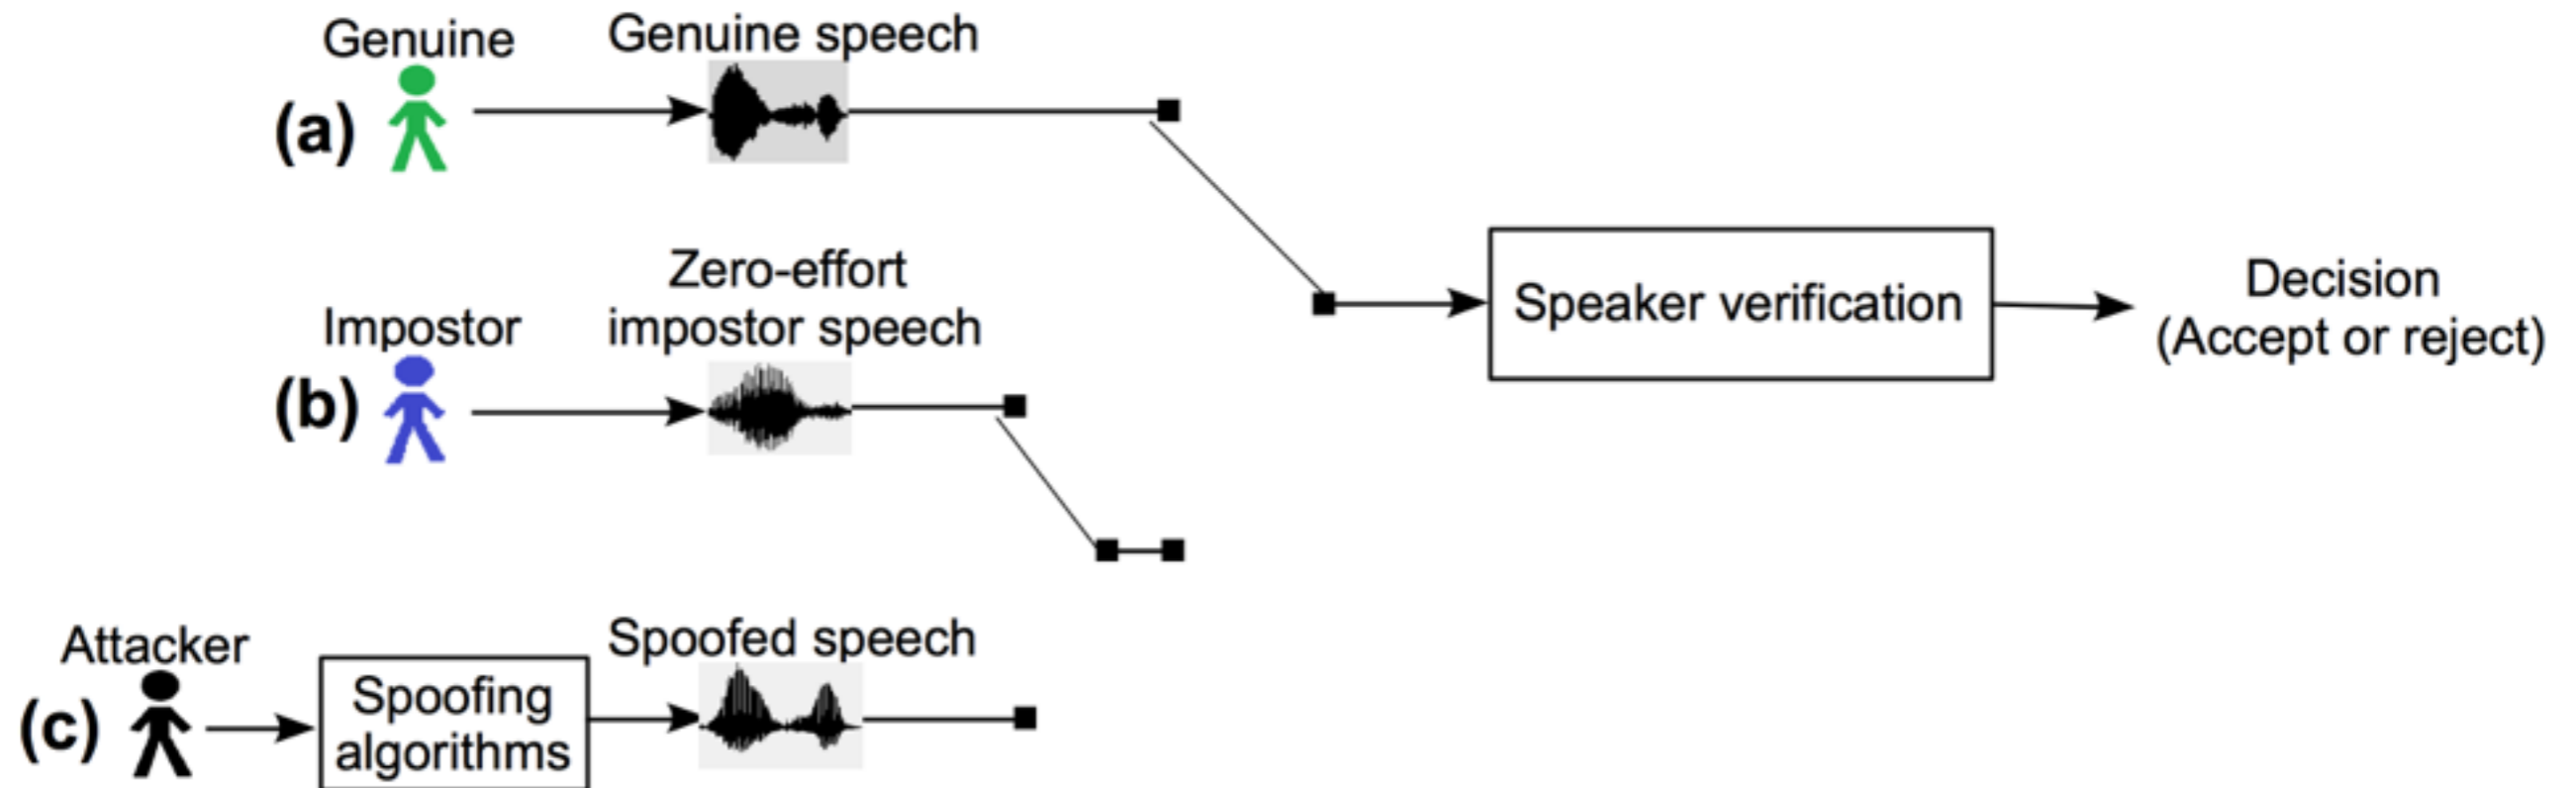 Genuine
Genuine speech
(a)
Zero-effort
impostor speech
Impostor
(b)
Speaker verification
Decision
(Accept or reject)
Attacker
Spoofed speech
(c)
Spoofing
algorithms